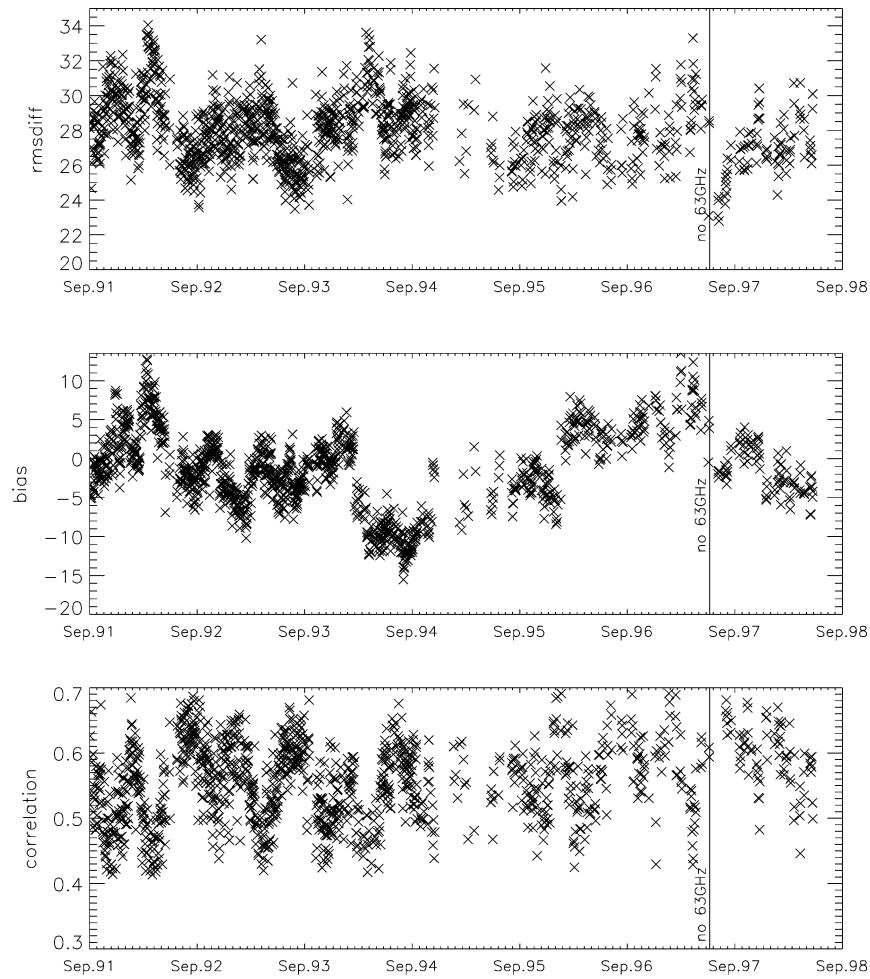 34
32
30
28
26
24
22
20
rmsdiff
no 63GHz
Sep.91 Sep.92 Sep.93 Sep.94 Sep.95 Sep.96 Sep.97 Sep.98
10
5
0
−5
−10
−15
−20
bias
no 63GHz
Sep.91 Sep.92 Sep.93 Sep.94 Sep.95 Sep.96 Sep.97 Sep.98
0.7
0.6
0.5
0.4
0.3
correlation
no 63GHz
Sep.91 Sep.92 Sep.93 Sep.94 Sep.95 Sep.96 Sep.97 Sep.98